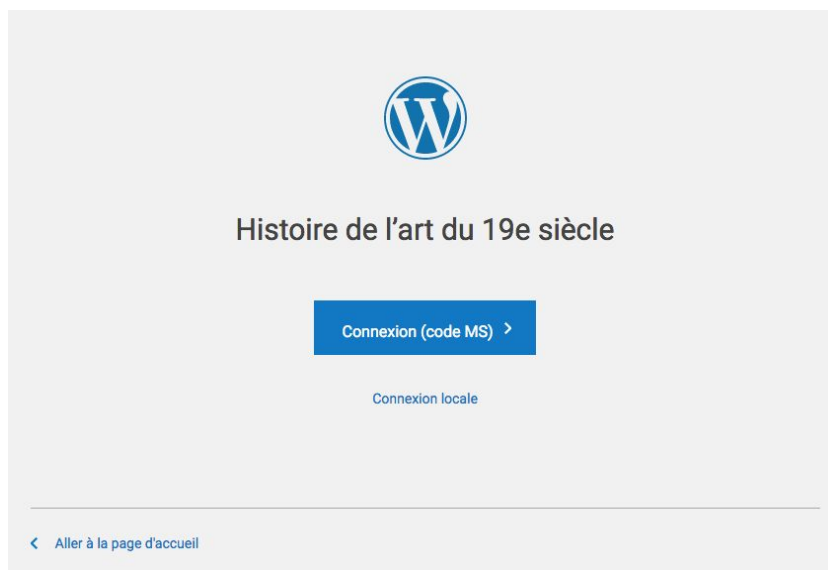 Histoire de l'art du 19e siècle
Connexion (code MS) >
Connexion locale
< Aller à la page d'accueil